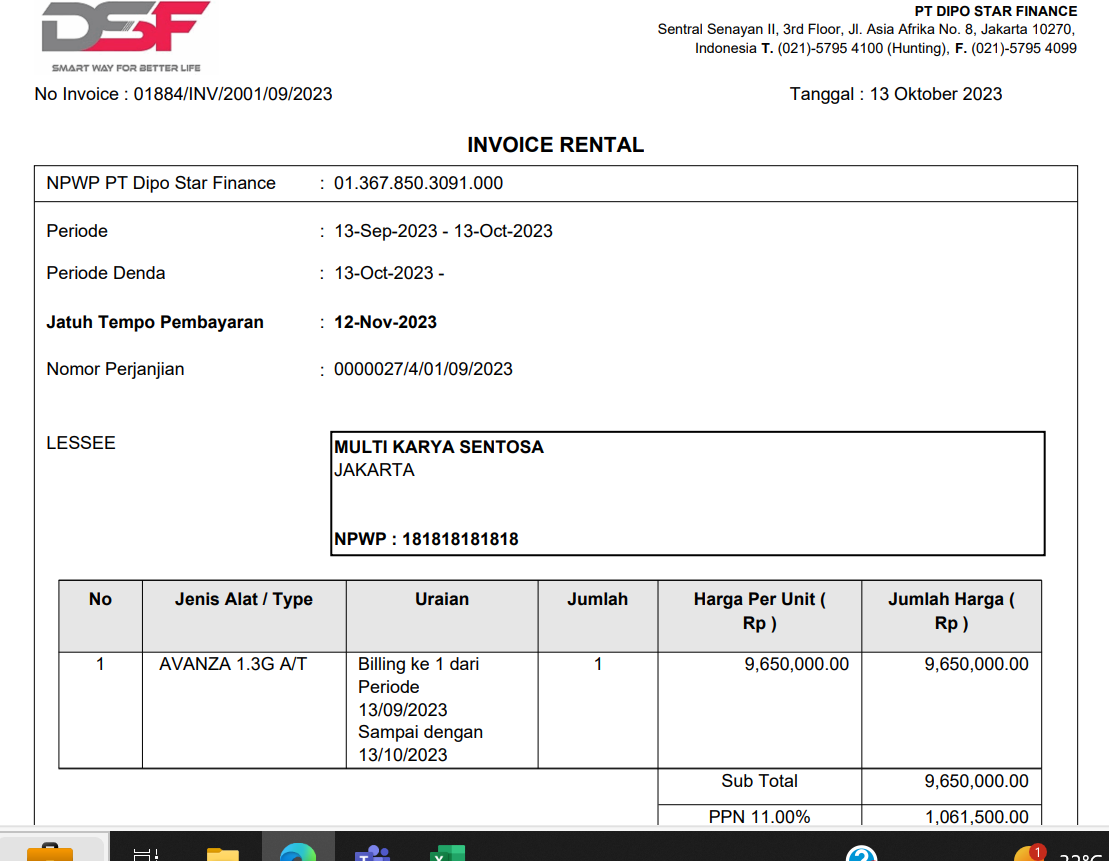 DSF
SMART WAY FOR BETTER LIFE
PT DIPO STAR FINANCE
Sentral Senayan II, 3rd Floor, Jl. Asia Afrika No. 8, Jakarta 10270,
Indonesia T. (021)-5795 4100 (Hunting), F. (021)-5795 4099
No Invoice : 01884/INV/2001/09/2023
Tanggal : 13 Oktober 2023
INVOICE RENTAL
NPWP PT Dipo Star Finance : 01.367.850.3091.000
Periode : 13-Sep-2023 - 13-Oct-2023
Periode Denda : 13-Oct-2023 -
Jatuh Tempo Pembayaran : 12-Nov-2023
Nomor Perjanjian : 0000027/4/01/09/2023
LESSEE
MULTI KARYA SENTOSA
JAKARTA
NPWP : 181818181818
No Jenis Alat / Type Uraian Jumlah Harga Per Unit ( Jumlah Harga (
Rp ) Rp )
1 AVANZA 1.3G A/T Billing ke 1 dari 1 9,650,000.00 9,650,000.00
Periode
13/09/2023
Sampai dengan
13/10/2023
Sub Total 9,650,000.00
PPN 11.00% 1,061,500.00
1